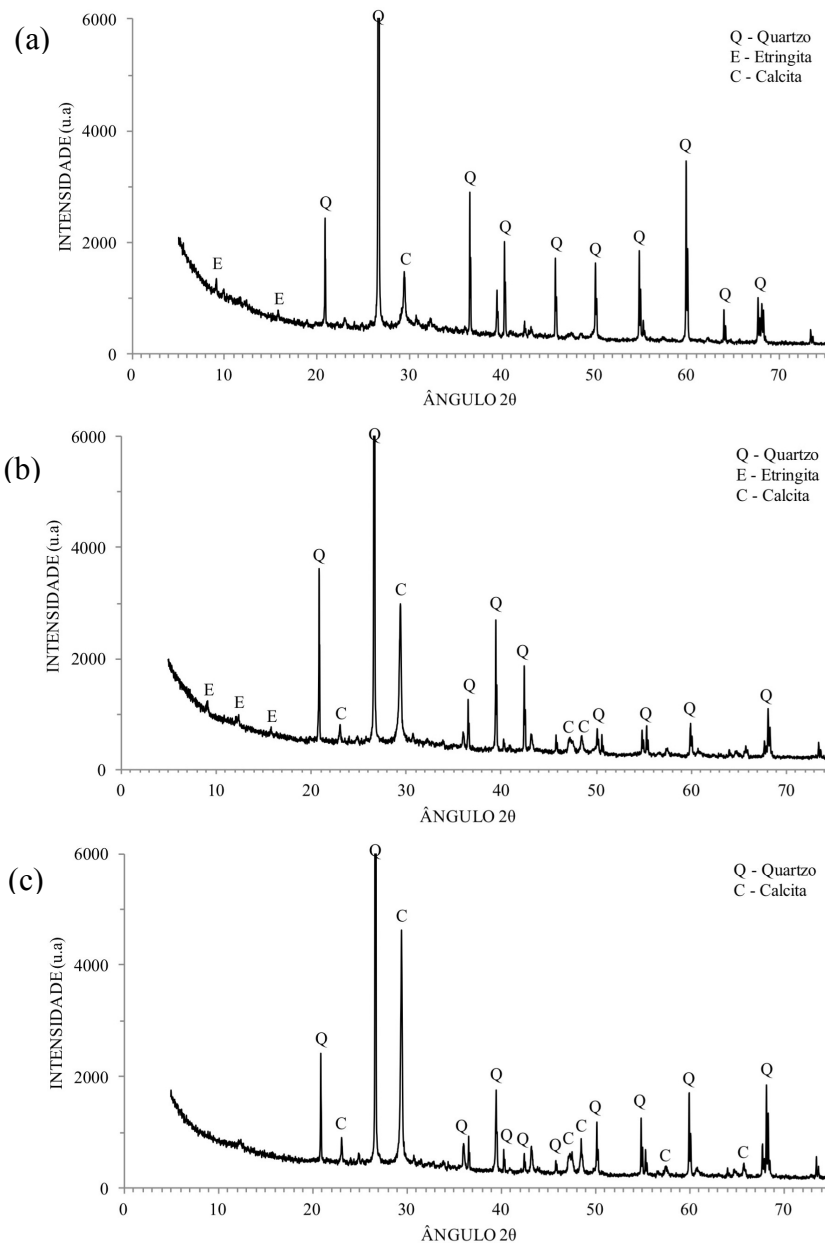 (a)
Q - Quartzo
E - Etringita
C - Calcita
INTENSIDADE (u.a)
6000
4000
2000
0
Q
E
E
Q
C
Q
Q
Q
Q
Q
Q
Q
Q
0 10 20 30 40 50 60 70
ÂNGULO 2θ
(b)
Q - Quartzo
E - Etringita
C - Calcita
INTENSIDADE (u.a)
6000
4000
2000
0
Q
E
E
E
Q
C
C
Q
Q
Q
C
C
Q
Q
Q
Q
0 10 20 30 40 50 60 70
ÂNGULO 2θ
(c)
Q - Quartzo
C - Calcita
INTENSIDADE (u.a)
6000
4000
2000
0
Q
Q
C
C
Q
Q
Q
Q
Q
C
C
Q
Q
C
Q
C
Q
0 10 20 30 40 50 60 70
ÂNGULO 2θ